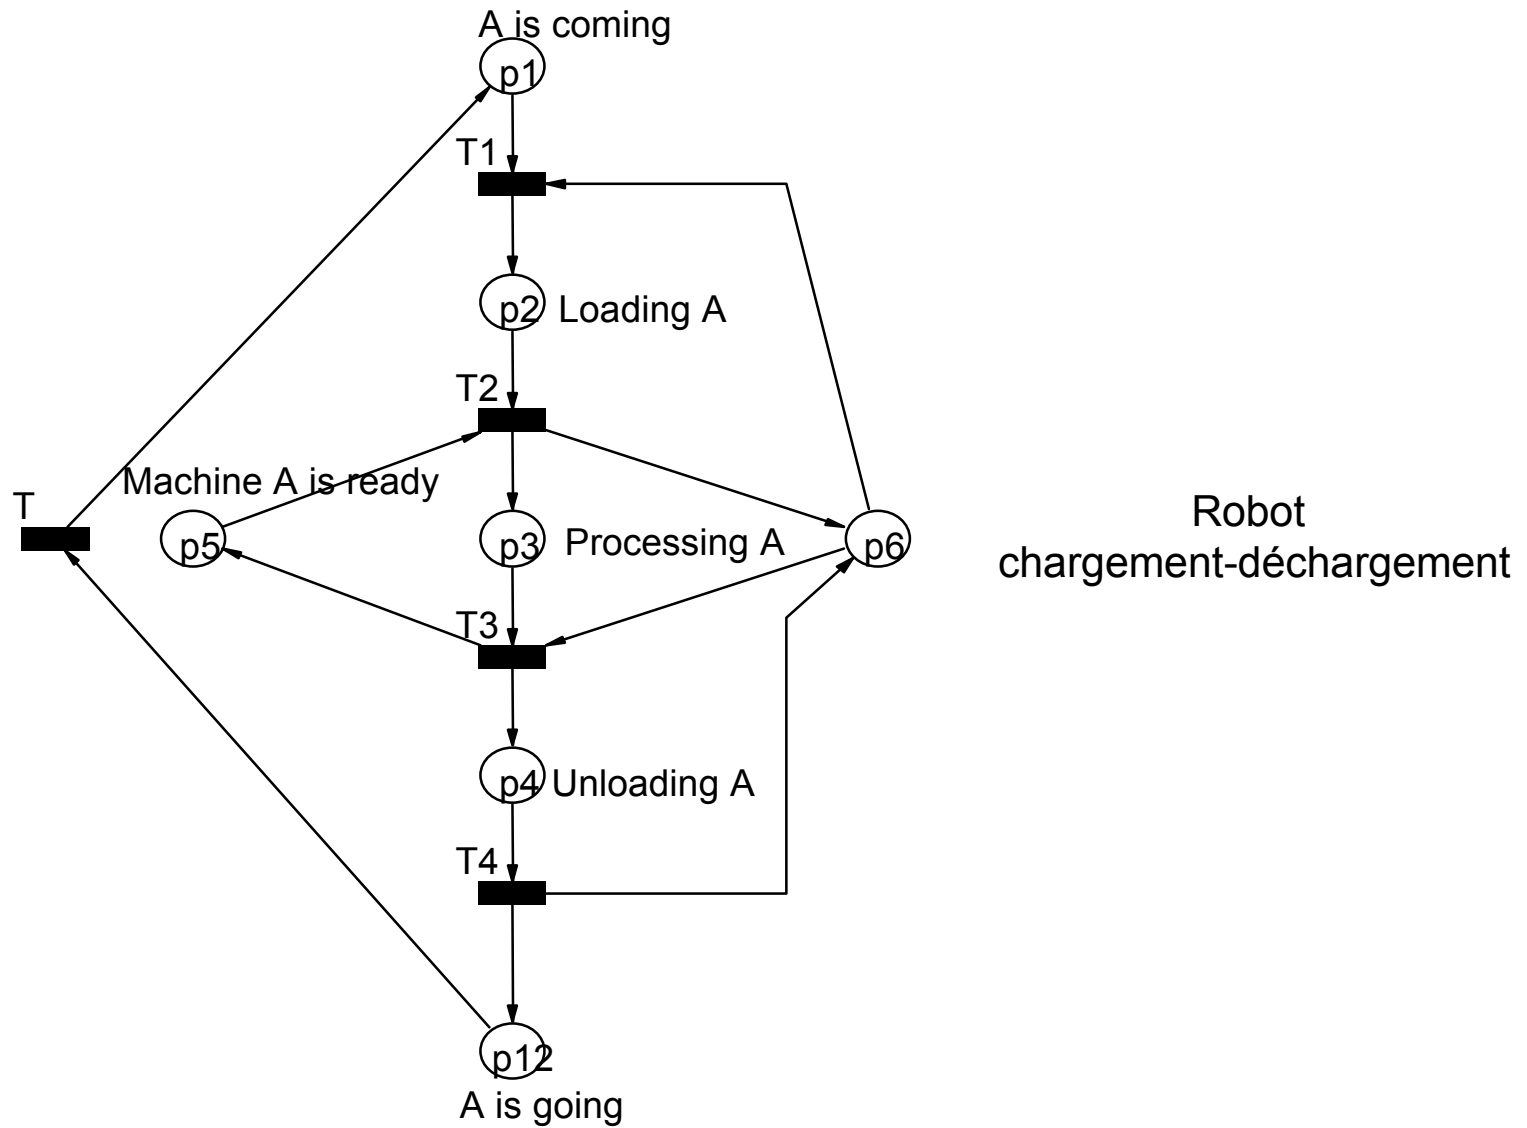 A is coming
p1
T1
p2 Loading A
T2
Machine A is ready
T
p5
p3 Processing A
p6
Robot
chargement-déchargement
T3
p4 Unloading A
T4
p12
A is going